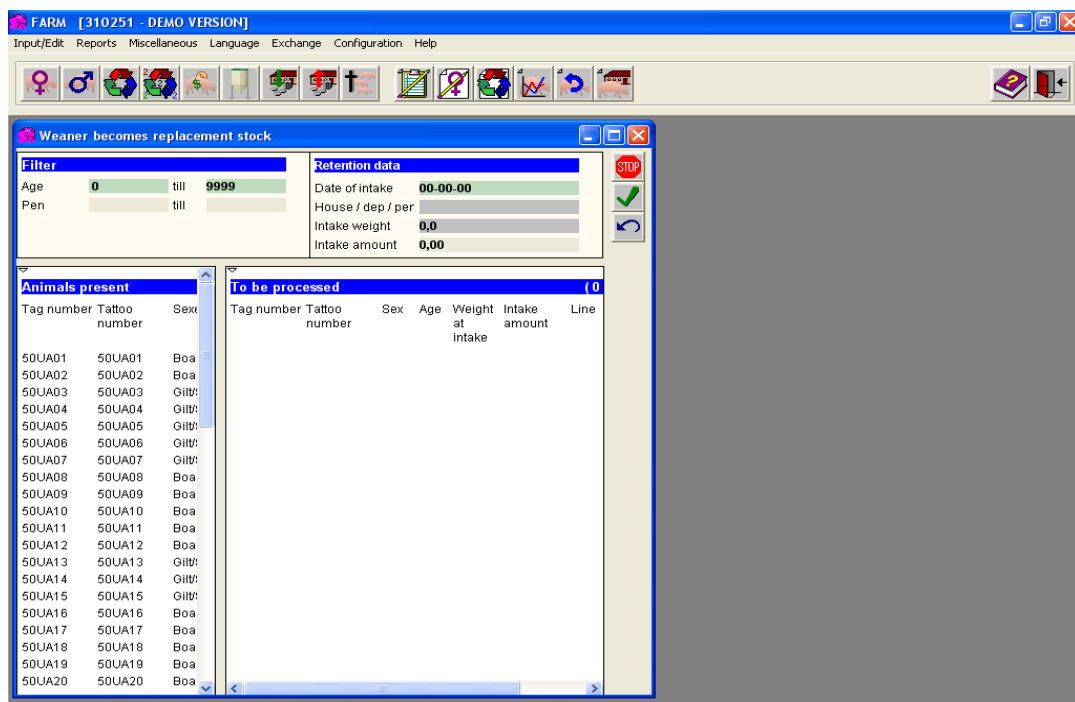 FARM [310251 - DEMO VERSION]
Input/Edit Reports Miscellaneous Language Exchange Configuration Help
Weaner becomes replacement stock
Filter
Age 0 till 9999
Pen till
Retention data
Date of intake 00-00-00
House / dep / per
Intake weight 0,0
Intake amount 0,00
STOP
Animals present
Tag number Tattoo number Sexe
50UA01 50UA01 Boa
50UA02 50UA02 Boa
50UA03 50UA03 Gilt/
50UA04 50UA04 Gilt/
50UA05 50UA05 Gilt/
50UA06 50UA06 Gilt/
50UA07 50UA07 Gilt/
50UA08 50UA08 Boa
50UA09 50UA09 Boa
50UA10 50UA10 Boa
50UA11 50UA11 Boa
50UA12 50UA12 Boa
50UA13 50UA13 Gilt/
50UA14 50UA14 Gilt/
50UA15 50UA15 Gilt/
50UA16 50UA16 Boa
50UA17 50UA17 Boa
50UA18 50UA18 Boa
50UA19 50UA19 Boa
50UA20 50UA20 Boa
To be processed (0
Tag number Tattoo number Sex Age Weight at intake Intake amount Line